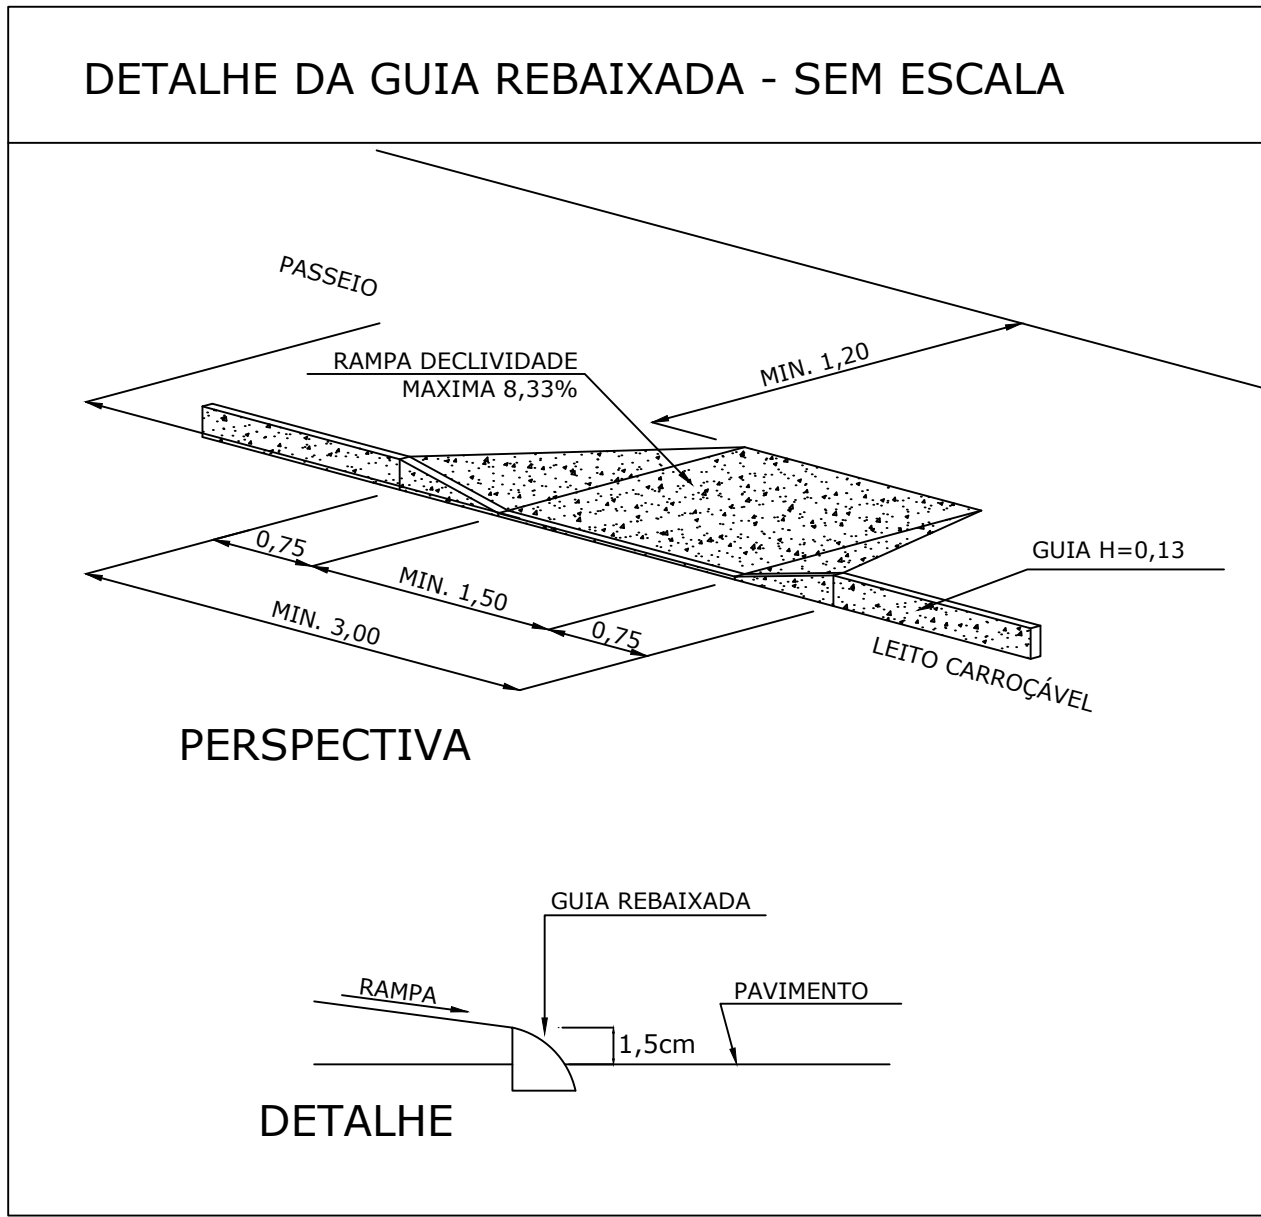 DETALHE DA GUIA REBAIXADA - SEM ESCALA
PASSEIO
RAMPA DECLIVIDADE
MAXIMA 8,33%
MIN. 1,20
0,75
MIN. 1,50
0,75
MIN. 3,00
GUIA H=0,13
LEITO CARROÇÁVEL
PERSPECTIVA
GUIA REBAIXADA
RAMPA
PAVIMENTO
1,5cm
DETALHE